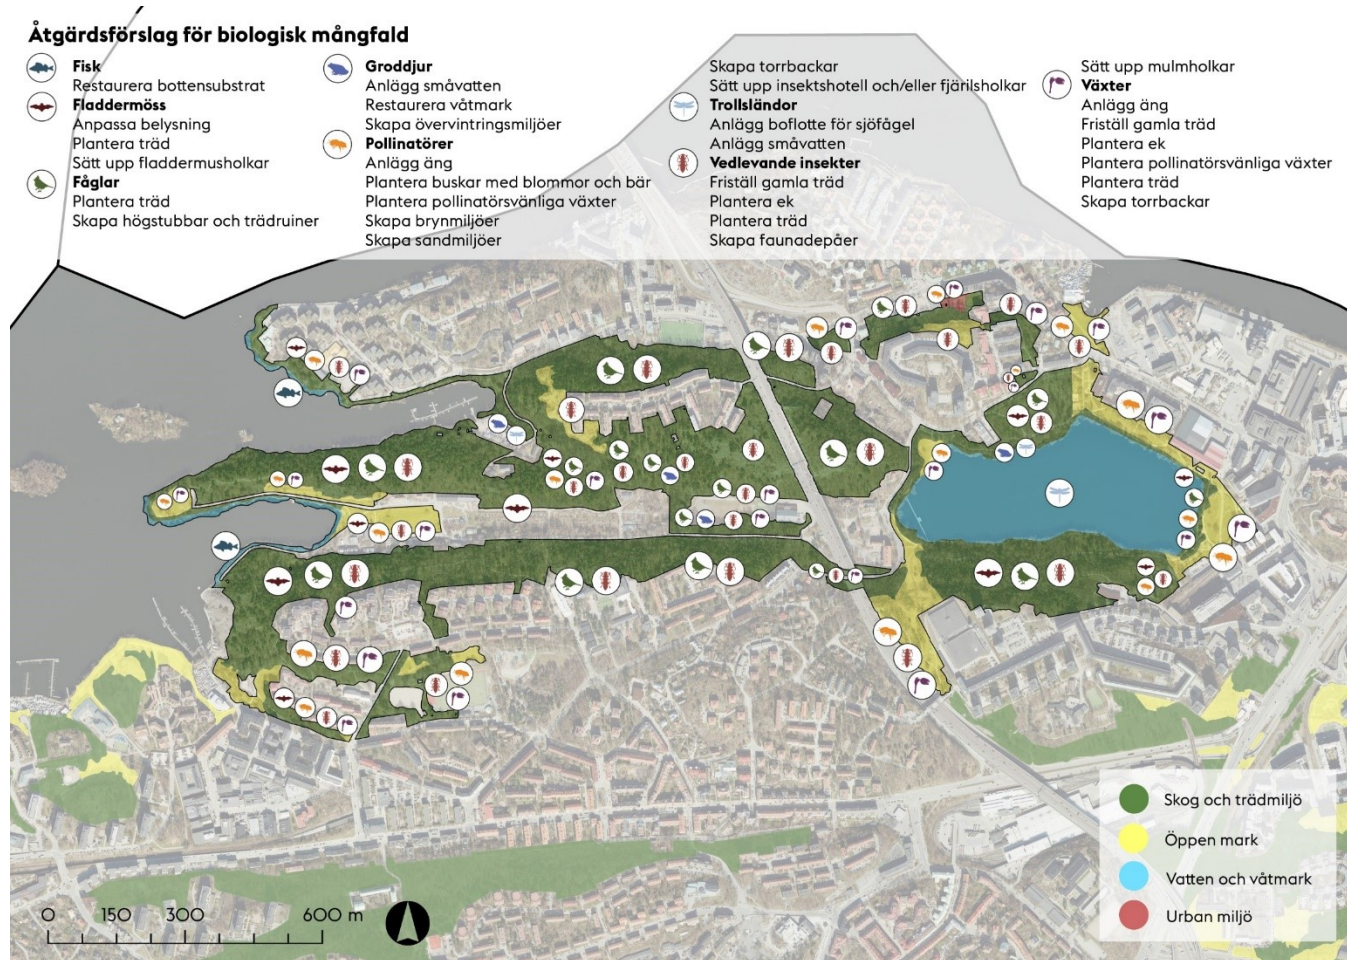 Åtgärdsförslag för biologisk mångfald
Fisk
Restaurera bottensubstrat
Fladdermöss
Anpassa belysning
Plantera träd
Sätt upp fladdermusholkar
Fåglar
Plantera träd
Skapa högstubbar och trädruiner
Groddjur
Anlägg småvatten
Restaurera våtmark
Skapa övervintringsmiljöer
Pollinatörer
Anlägg äng
Plantera buskar med blommor och bär
Plantera pollinatörsvänliga växter
Skapa brynmiljöer
Skapa sandmiljöer
Skapa torrbackar
Sätt upp insektshotell och/eller fjärilsholkar
Trollsländor
Anlägg boflotte för sjöfågel
Anlägg småvatten
Vedlevande insekter
Friställ gamla träd
Plantera ek
Plantera träd
Skapa faunadepåer
Sätt upp mulmholkar
Växter
Anlägg äng
Friställ gamla träd
Plantera ek
Plantera pollinatörsvänliga växter
Plantera träd
Skapa torrbackar
Skog och trädmiljö
Öppen mark
Vatten och våtmark
Urban miljö
0 150 300 600 m